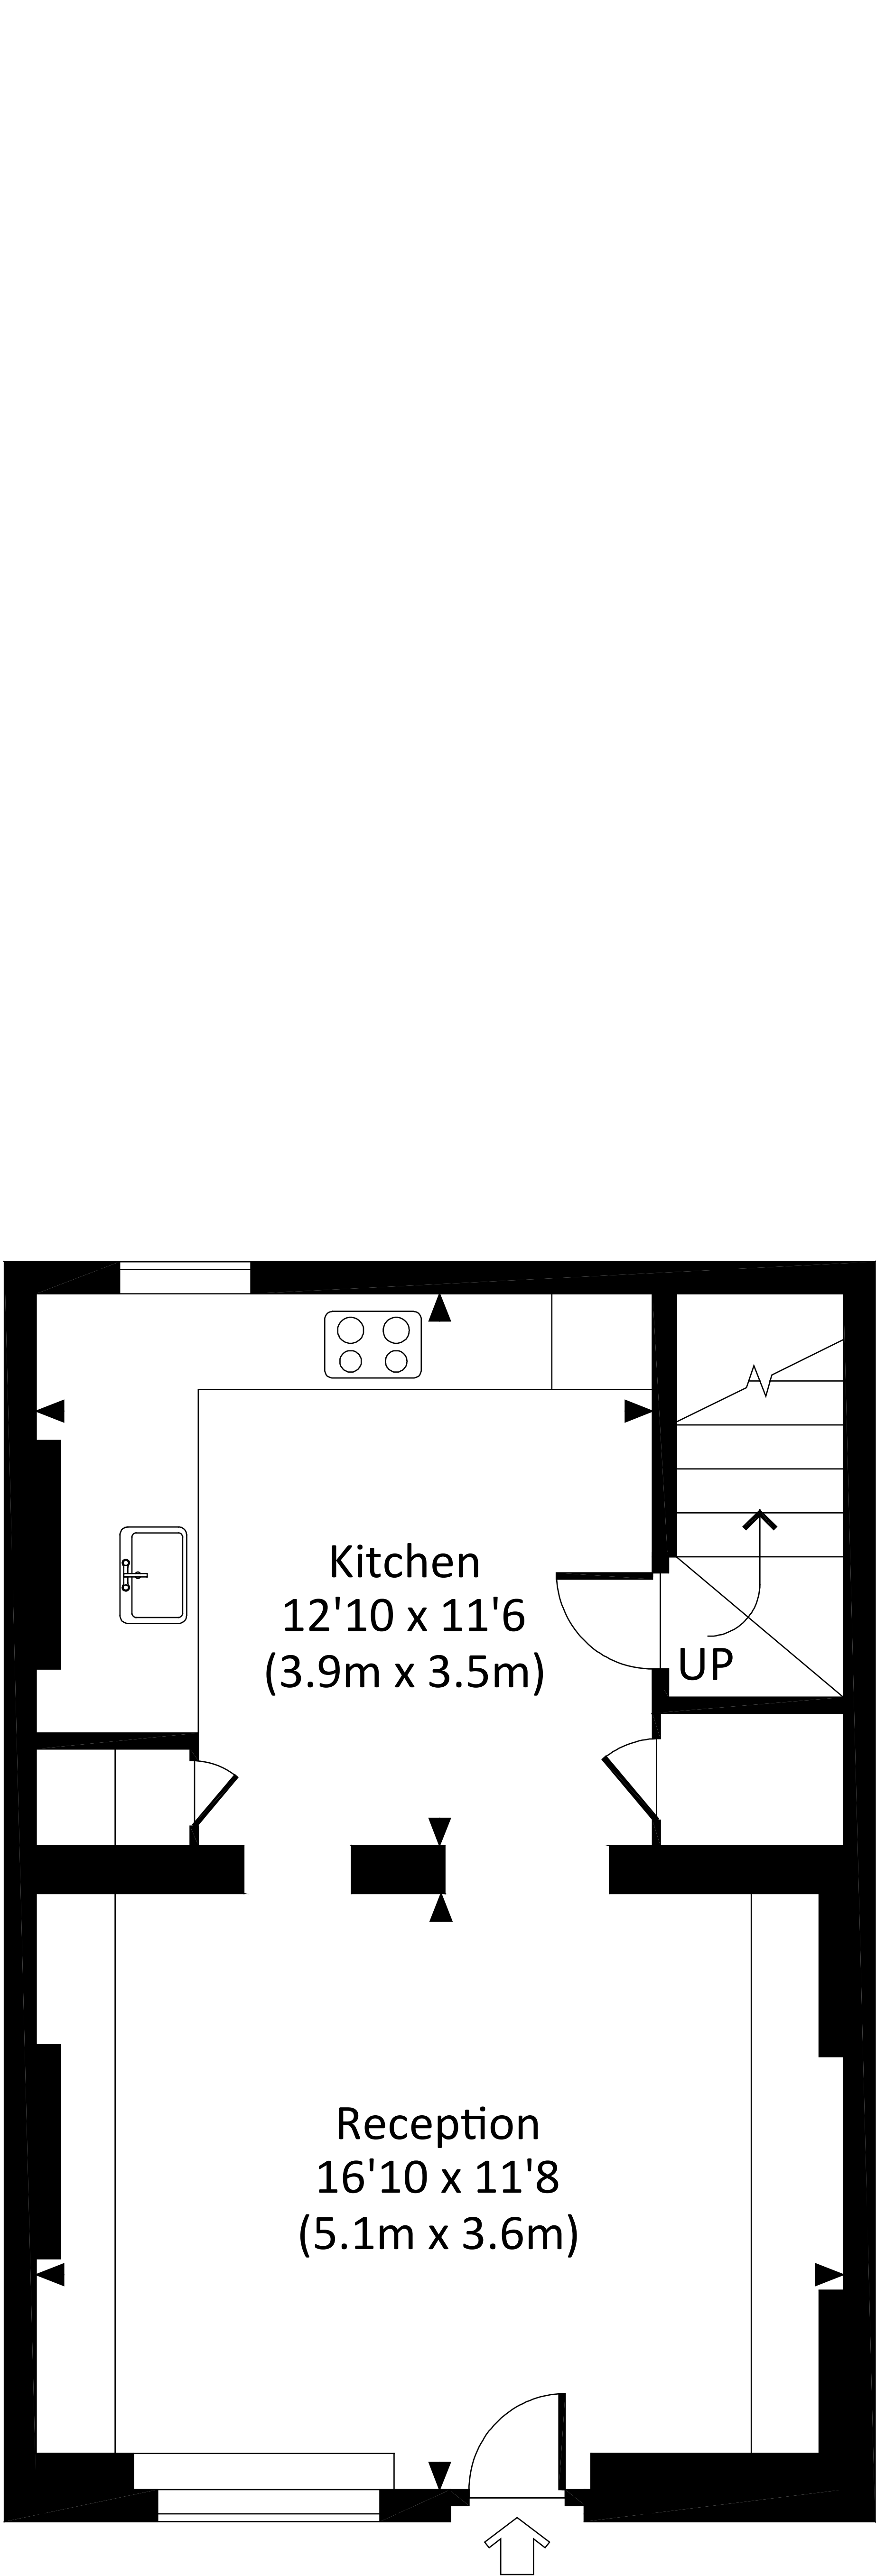 Kitchen
12'10 x 11'6
(3.9m x 3.5m)
UP
Reception
16'10 x 11'8
(5.1m x 3.6m)